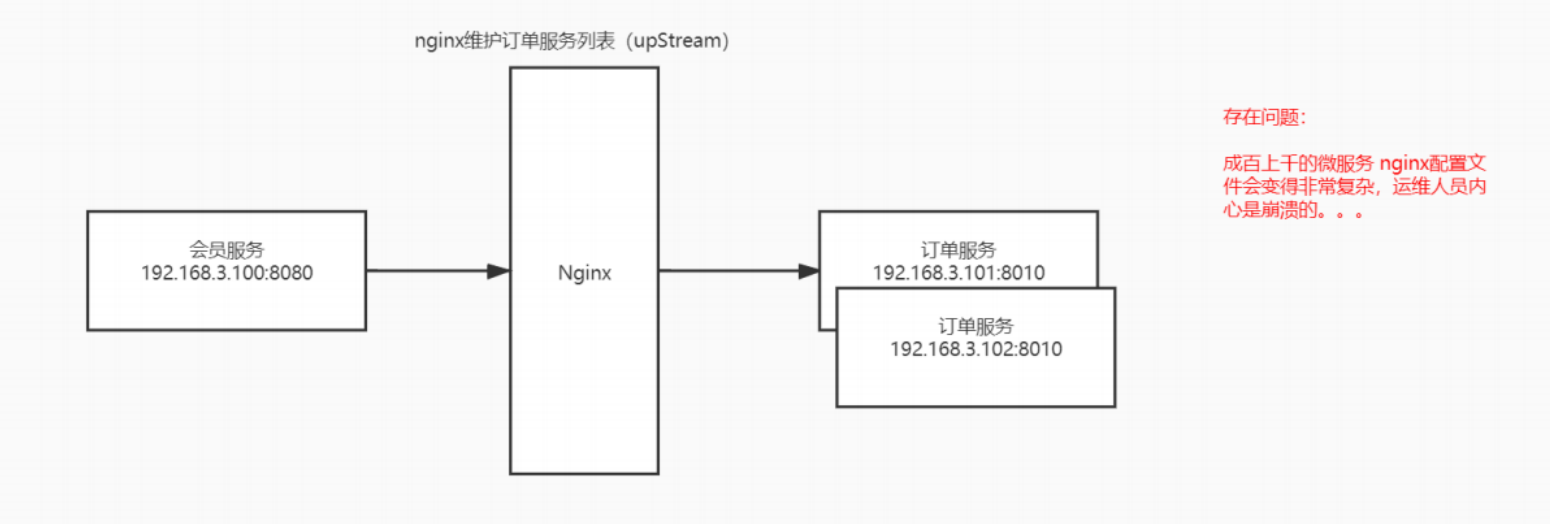 nginx维护订单服务列表（upStream）
存在问题：
成百上千的微服务 nginx配置文
件会变得非常复杂，运维人员内
心是崩溃的。。。
会员服务
192.168.3.100:8080
Nginx
订单服务
192.168.3.101:8010
订单服务
192.168.3.102:8010